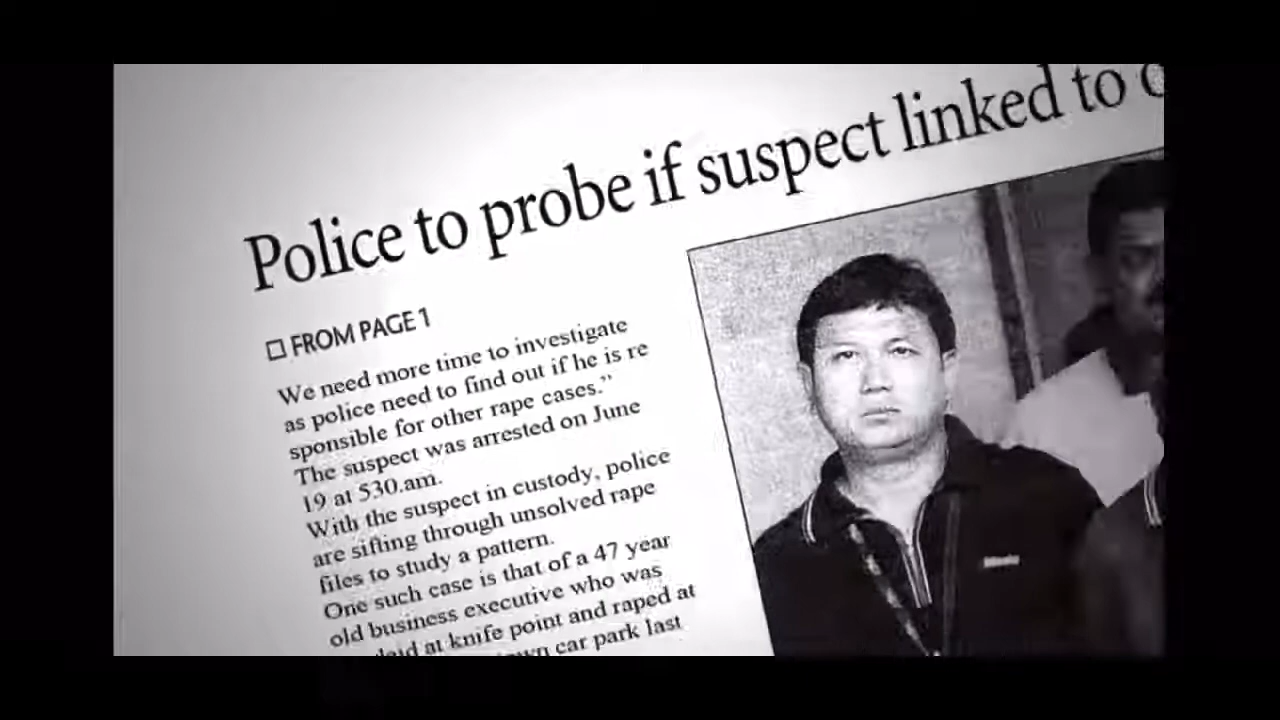 Police to probe if suspect linked to
☐ FROM PAGE 1
We need more time to investigate
as police need to find out if he is re
sponsible for other rape cases.”
The suspect was arrested on June
19 at 530.am.
With the suspect in custody, police
are sifting through unsolved rape
files to study a pattern.
One such case is that of a 47 year
old business executive who was
at knife point and raped at
car park last